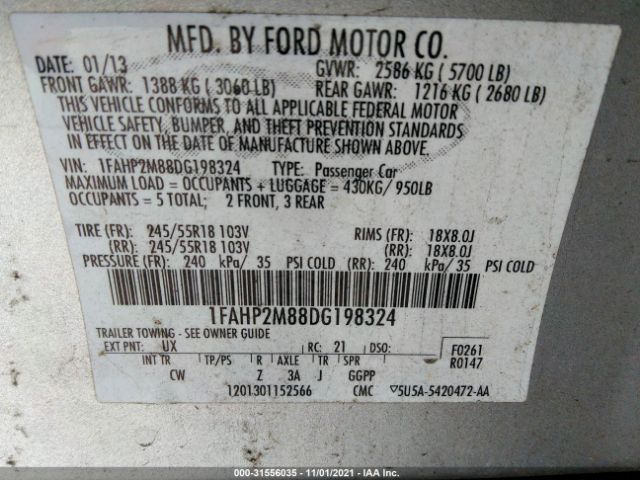 MFD. BY FORD MOTOR CO.
DATE: 01/13 GVWR: 2586 KG ( 5700 LB)
FRONT GAWR: 1388 KG ( 3060 LB) REAR GAWR: 1216 KG ( 2680 LB)
THIS VEHICLE CONFORMS TO ALL APPLICABLE FEDERAL MOTOR
VEHICLE SAFETY, BUMPER, AND THEFT PREVENTION STANDARDS
IN EFFECT ON THE DATE OF MANUFACTURE SHOWN ABOVE.
VIN: 1FAHP2M88DG198324 TYPE: Passenger Car
MAXIMUM LOAD = OCCUPANTS + LUGGAGE = 430KG/ 950LB
OCCUPANTS = 5 TOTAL; 2 FRONT, 3 REAR
TIRE (FR): 245/55R18 103V RIMS (FR): 18X8.0J
(RR): 245/55R18 103V (RR): 18X8.0J
PRESSURE (FR): 240 kPa/ 35 PSI COLD (RR): 240 kPa/ 35 PSI COLD
1FAHP2M88DG198324
TRAILER TOWING - SEE OWNER GUIDE
EXT PNT: UX RC: 21 DSO: F0261
INT TR TP/PS R AXLE TR SPR R0147
CW Z 3A J GGPP
1201301152566 CMC ▽5U5A-5420472-AA
00-31556035 - 11/01/2021 - IAA Inc.